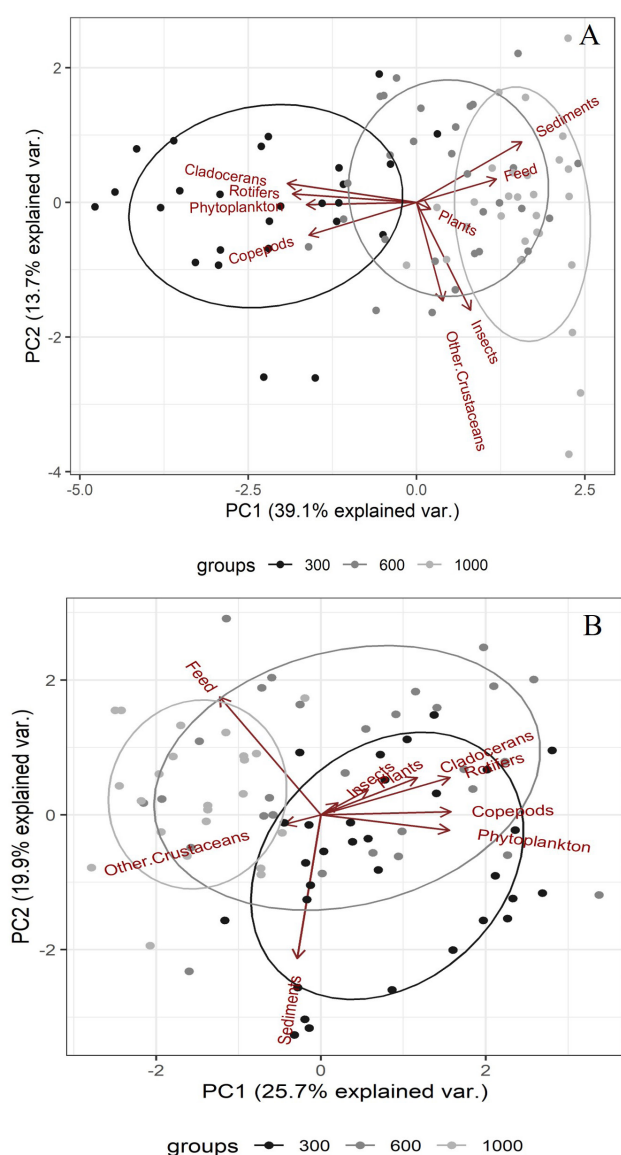 A
2
0
-2
-4
PC2 (13.7% explained var.)
Sediments
Feed
Cladocerans
Rotifers
Phytoplankton
Plants
Copepods
Insects
Other.Crustaceans
-5.0
-2.5
0.0
2.5
PC1 (39.1% explained var.)
groups 300 600 1000
B
2
0
-2
PC2 (19.9% explained var.)
Feed
Cladocerans
Insects
Plants
Rotifers
Copepods
Phytoplankton
Other.Crustaceans
Sediments
-2
0
2
PC1 (25.7% explained var.)
groups 300 600 1000